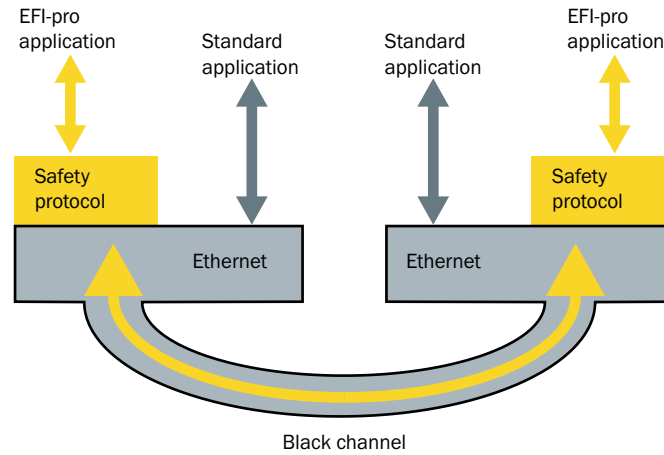 EFI-pro
application
Standard
application
Standard
application
EFI-pro
application
Safety
protocol
Safety
protocol
Ethernet
Ethernet
Black channel